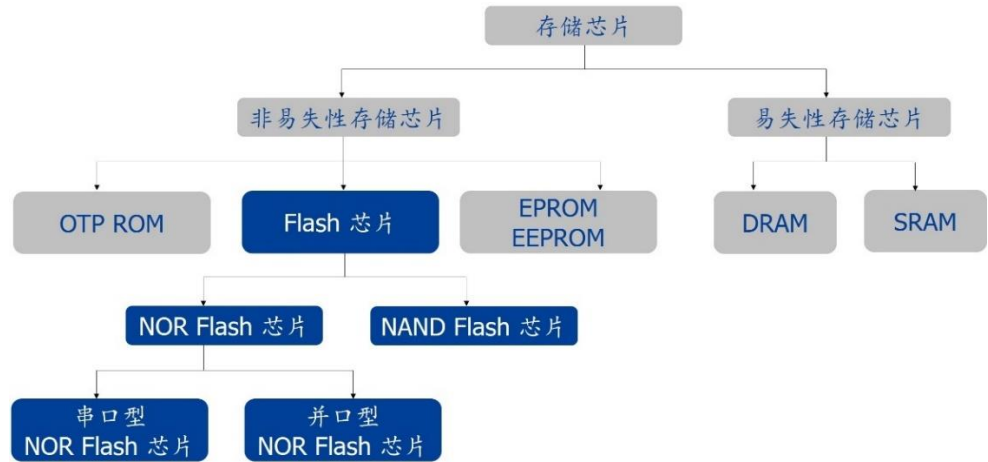 存储芯片
非易失性存储芯片
易失性存储芯片
OTP ROM
Flash 芯片
EPROM
EEPROM
DRAM
SRAM
NOR Flash 芯片
NAND Flash 芯片
串口型
NOR Flash 芯片
并口型
NOR Flash 芯片